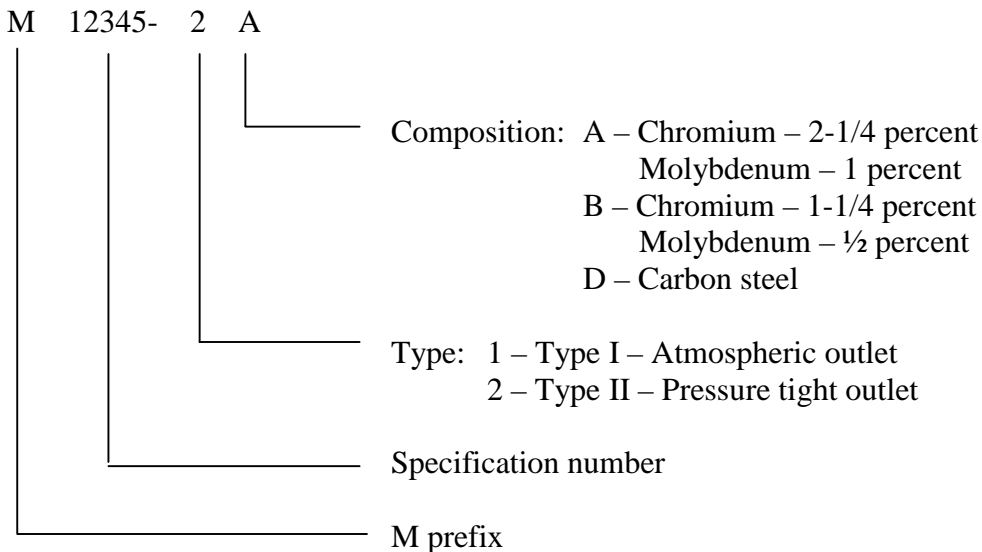 M 12345- 2 A
Composition: A – Chromium – 2-1/4 percent
Molybdenum – 1 percent
B – Chromium – 1-1/4 percent
Molybdenum – ½ percent
D – Carbon steel
Type: 1 – Type I – Atmospheric outlet
2 – Type II – Pressure tight outlet
Specification number
M prefix